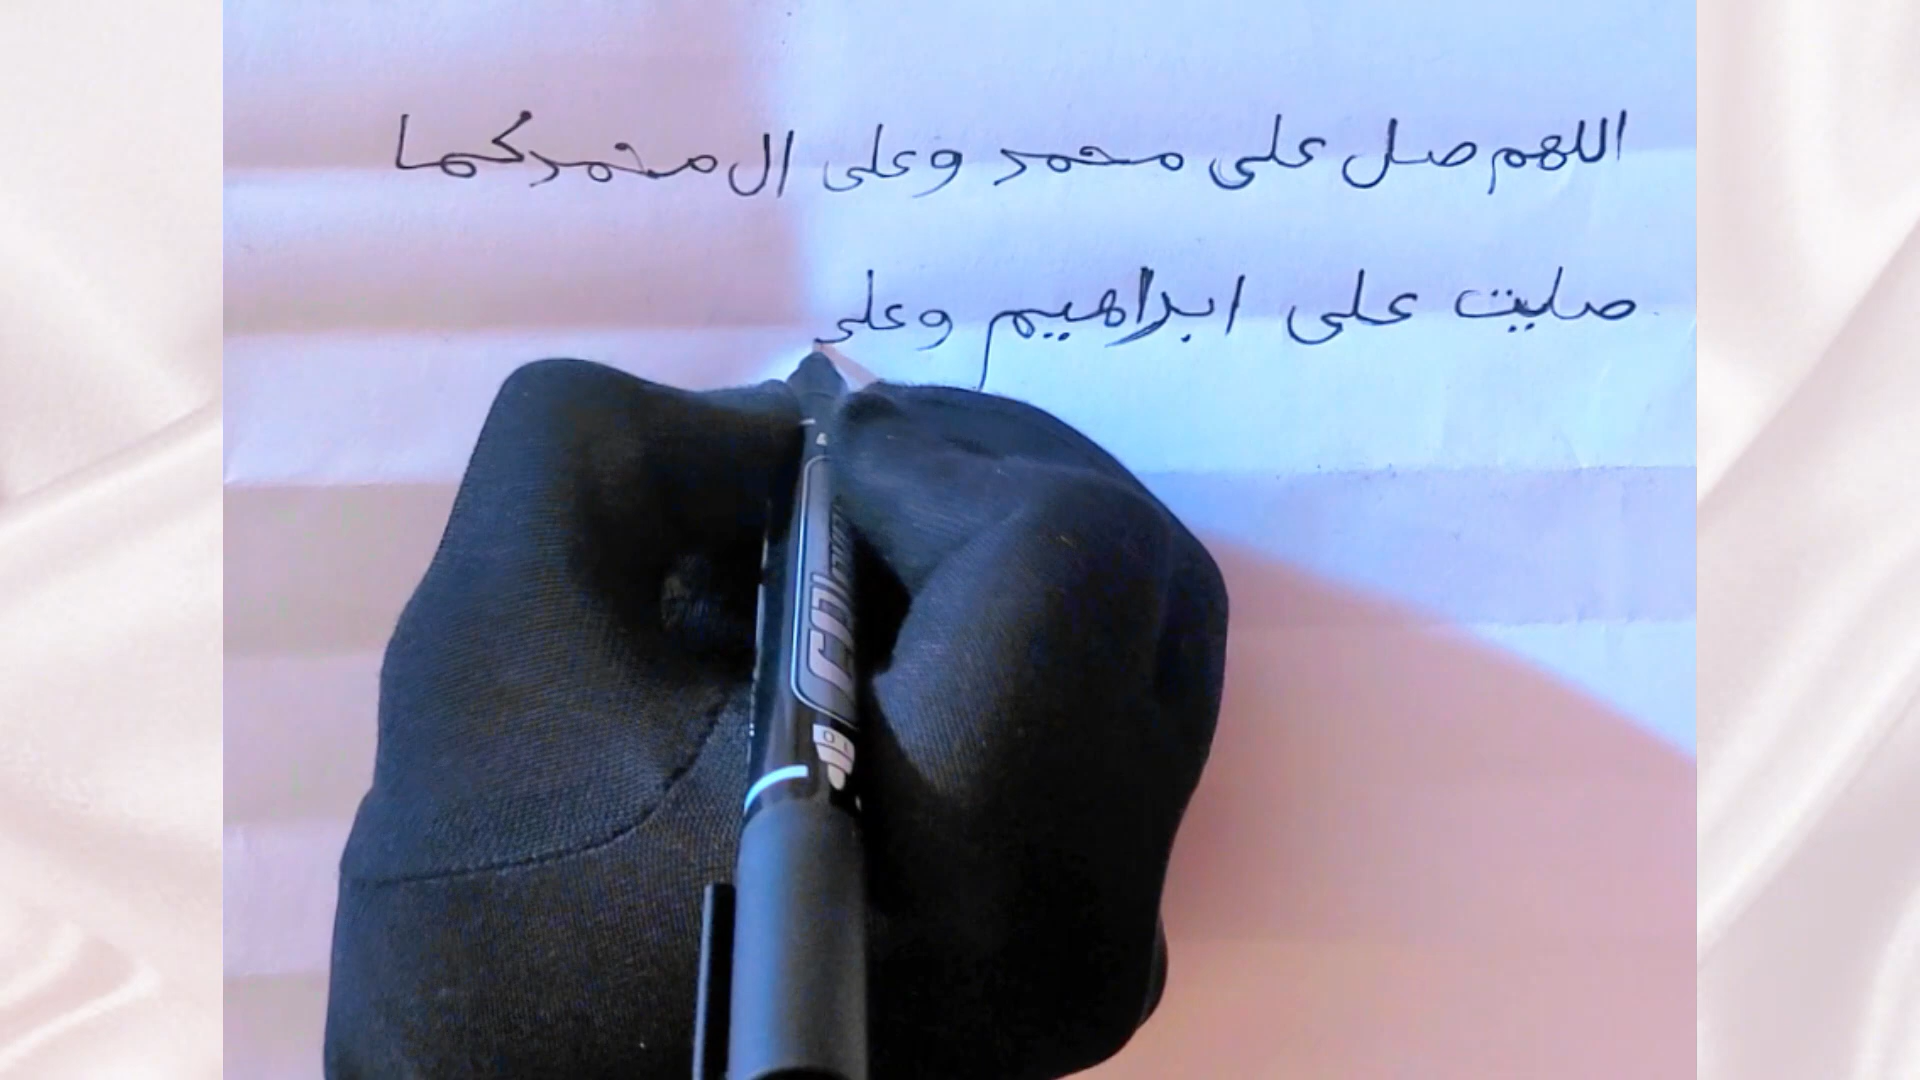 اللهم صل على محمد وعلى ال محمد كما
صليت على ابراهيم وعلى